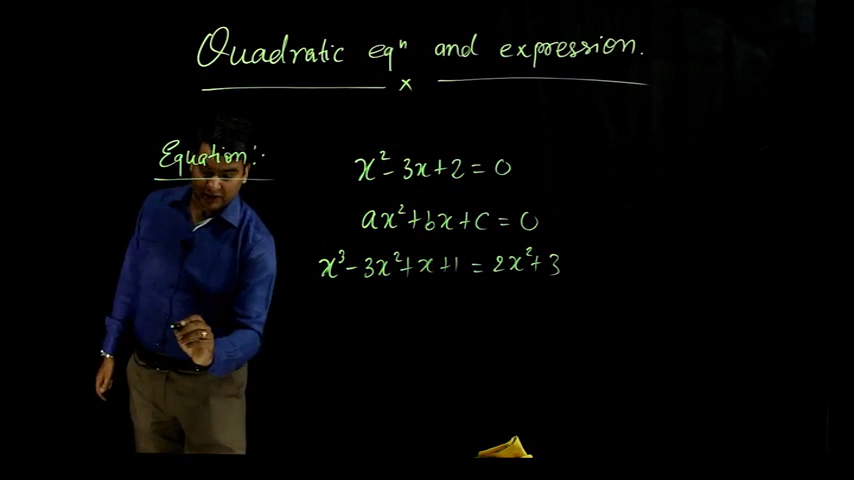 Quadratic eqⁿ and expression.
x
Equation:-
x² - 3x + 2 = 0
ax² + bx + c = 0
x³ - 3x² + x + 1 = 2x² + 3